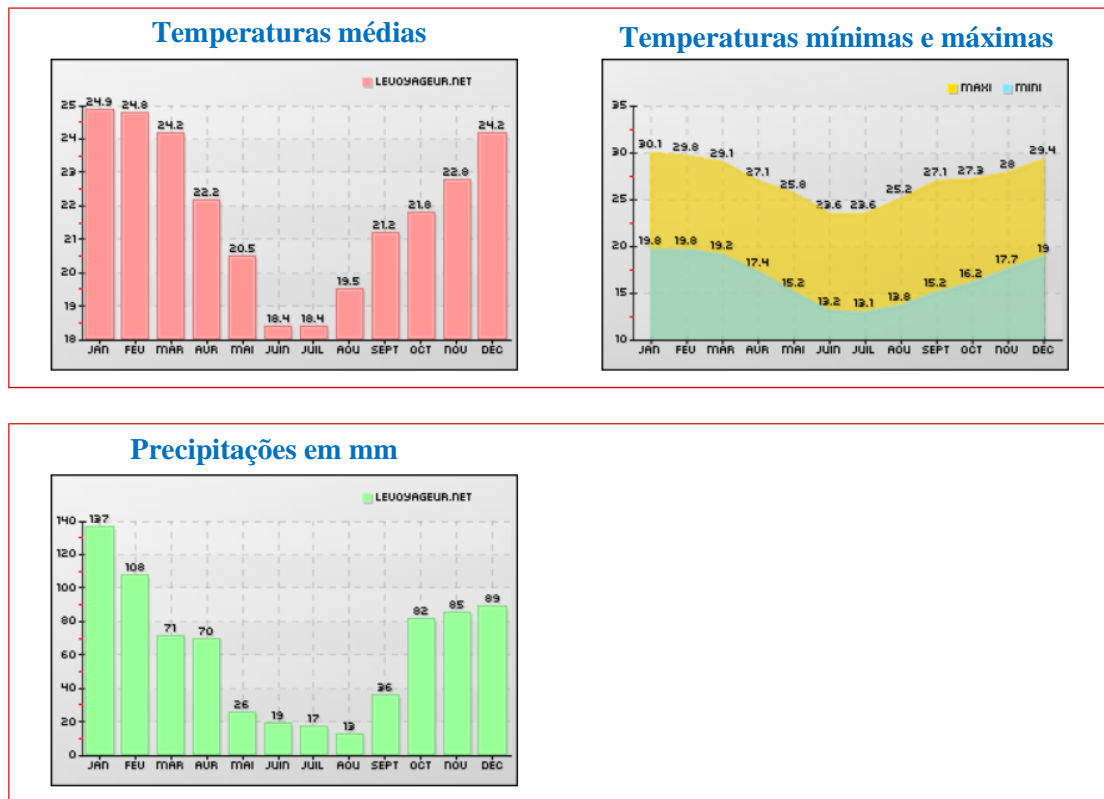 Temperaturas médias
LEVOYAGEUR.NET
25
24
23
22
21
20
19
18
24.9 24.8 24.2 22.2 20.5 18.4 18.4 19.5 21.2 21.8 22.8 24.2
JAN FEV MAR AVR MAI JUIN JUIL AOU SEPT OCT NOV DEC
Temperaturas mínimas e máximas
MAXI MINI
35
30
25
20
15
10
30.1 29.8 29.1 27.1 25.8 23.6 23.6 25.2 27.1 27.3 28 29.4
19.8 19.8 19.2 17.4 15.2 13.2 13.1 13.8 15.2 16.2 17.7 19
JAN FEV MAR AVR MAI JUIN JUIL AOU SEPT OCT NOV DEC
Precipitações em mm
LEVOYAGEUR.NET
140
120
100
80
60
40
20
0
137 108 71 70 26 19 17 13 36 82 85 89
JAN FEV MAR AVR MAI JUIN JUIL AOU SEPT OCT NOV DEC